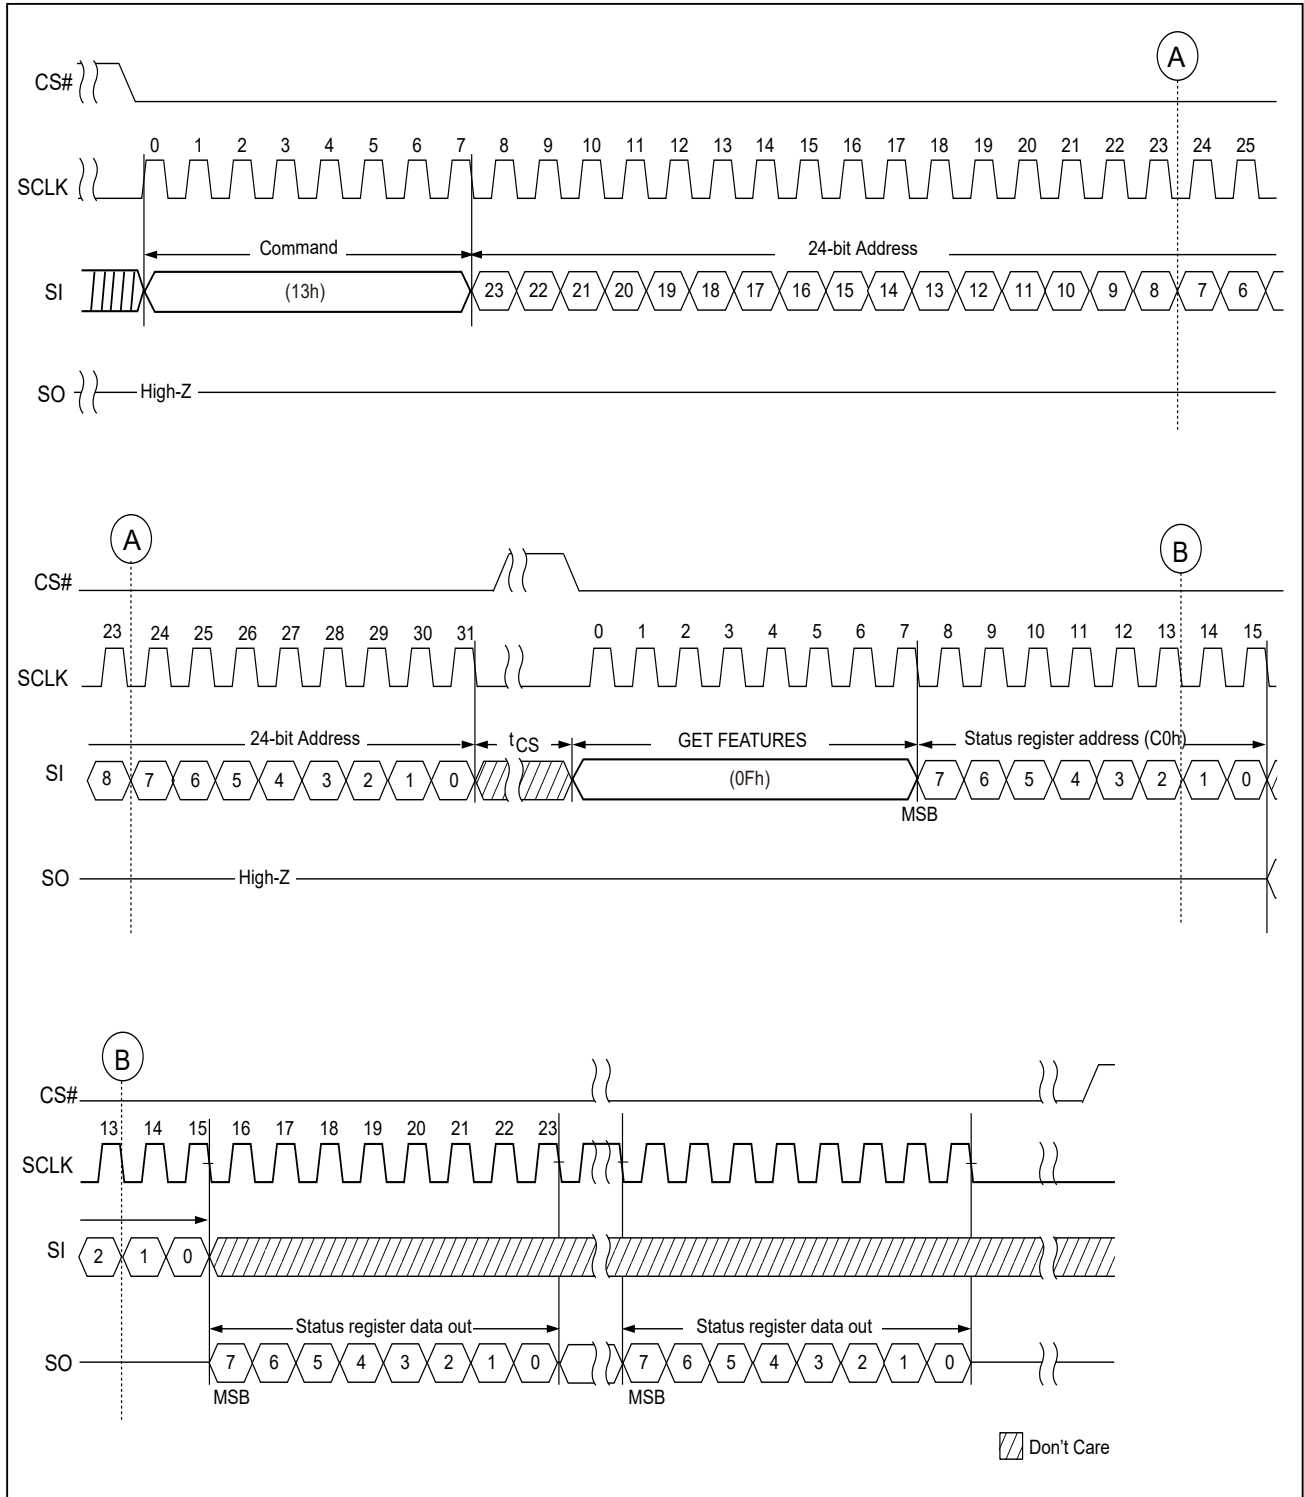 A
CS#
0 1 2 3 4 5 6 7 8 9 10 11 12 13 14 15 16 17 18 19 20 21 22 23 24 25
SCLK
Command 24-bit Address
SI (13h) 23 22 21 20 19 18 17 16 15 14 13 12 11 10 9 8 7 6
SO High-Z
A B
CS#
23 24 25 26 27 28 29 30 31 0 1 2 3 4 5 6 7 8 9 10 11 12 13 14 15
SCLK
24-bit Address tCS GET FEATURES Status register address (C0h)
SI 8 7 6 5 4 3 2 1 0 (0Fh) 7 6 5 4 3 2 1 0
MSB
SO High-Z
B
CS#
13 14 15 16 17 18 19 20 21 22 23
SCLK
SI 2 1 0
Status register data out Status register data out
SO 7 6 5 4 3 2 1 0 7 6 5 4 3 2 1 0
MSB MSB
Don't Care